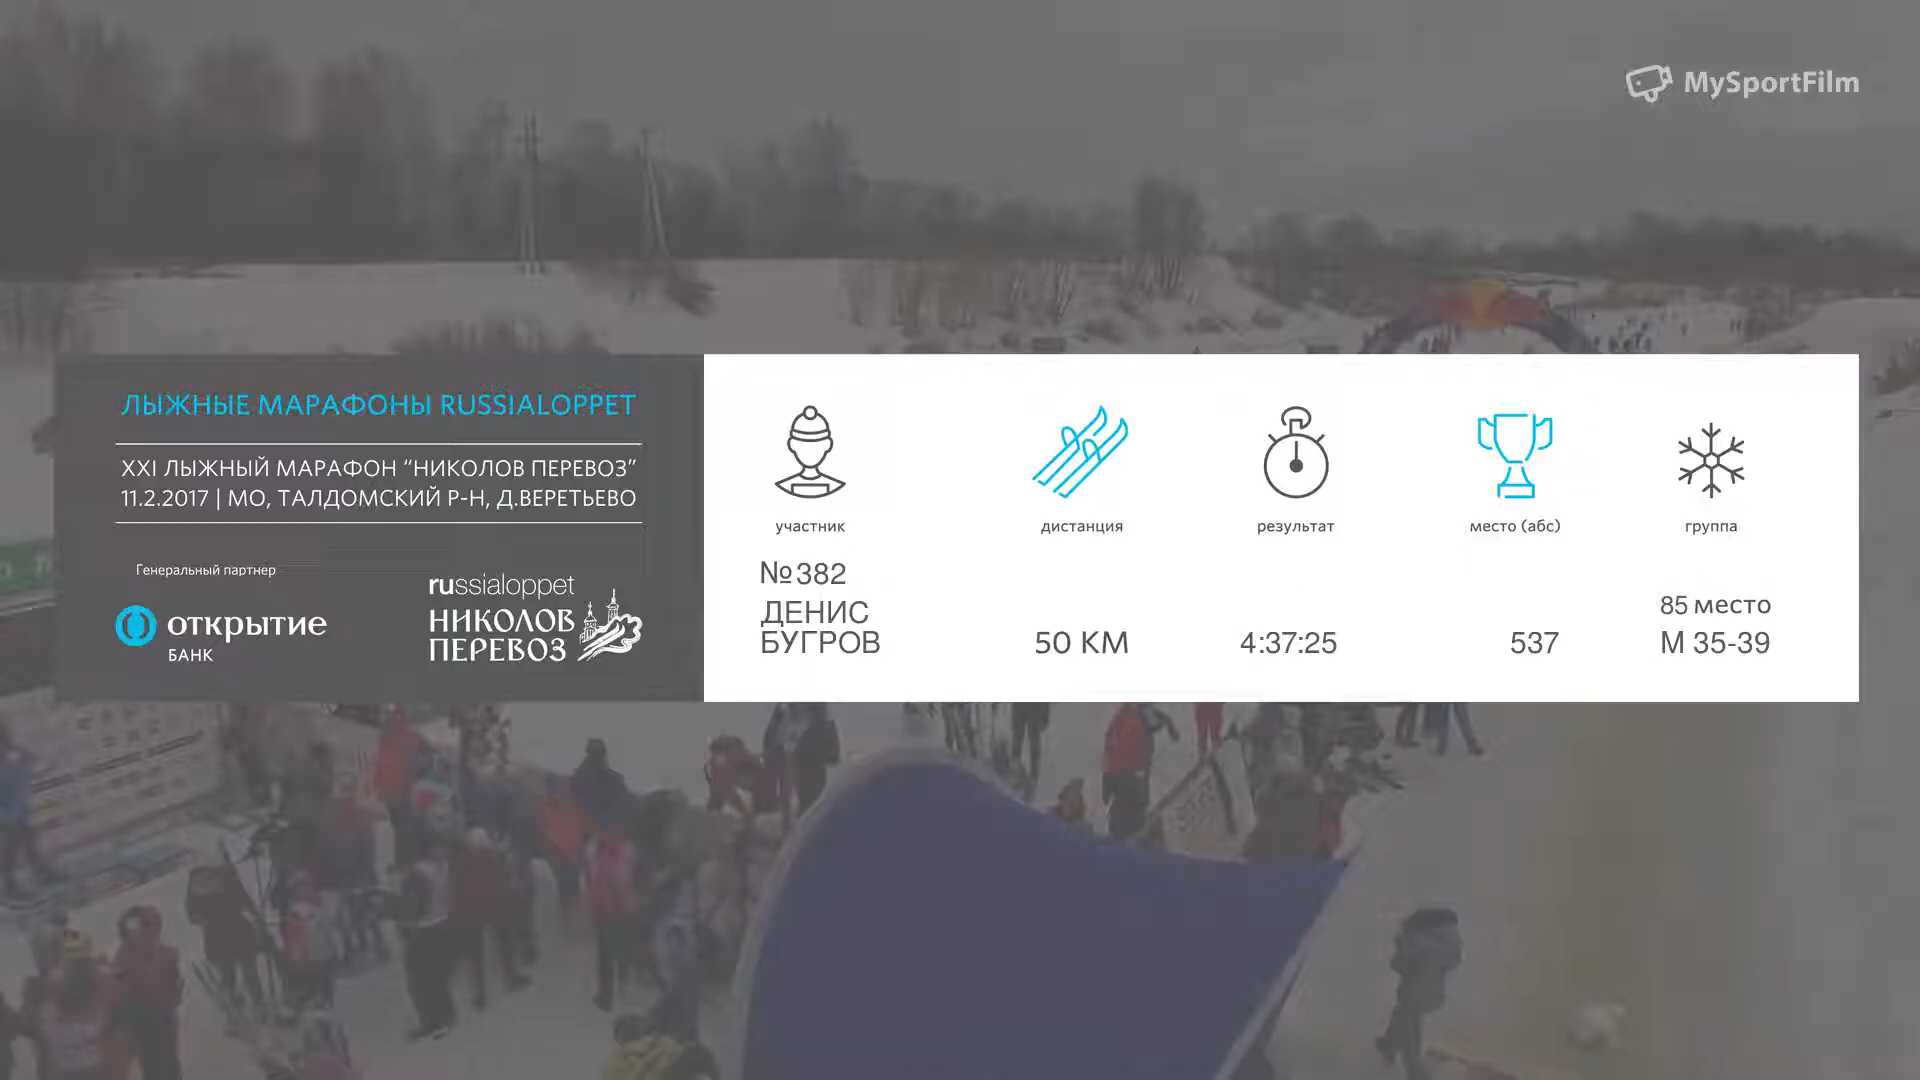 MySportFilm
ЛЫЖНЫЕ МАРАФОНЫ RUSSIALOPPET
XXI ЛЫЖНЫЙ МАРАФОН “НИКОЛОВ ПЕРЕВОЗ”
11.2.2017 | МО, ТАЛДОМСКИЙ Р-Н, Д.ВЕРЕТЬЕВО
Генеральный партнер
открытие
БАНК
russialoppet
НИКОЛОВ
ПЕРЕВОЗ
участник
дистанция
результат
место (абс)
группа
№382
ДЕНИС
БУГРОВ
50 КМ
4:37:25
537
85 место
М 35-39